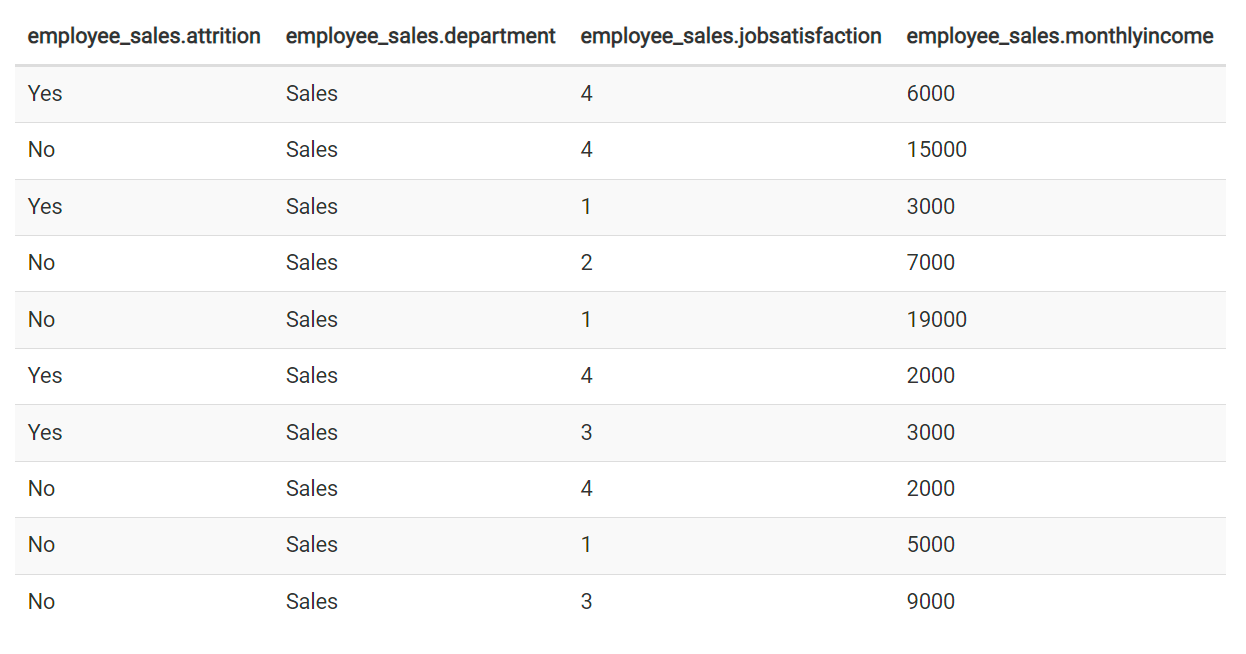 employee_sales.attrition employee_sales.department employee_sales.jobsatisfaction employee_sales.monthlyincome
Yes Sales 4 6000
No Sales 4 15000
Yes Sales 1 3000
No Sales 2 7000
No Sales 1 19000
Yes Sales 4 2000
Yes Sales 3 3000
No Sales 4 2000
No Sales 1 5000
No Sales 3 9000